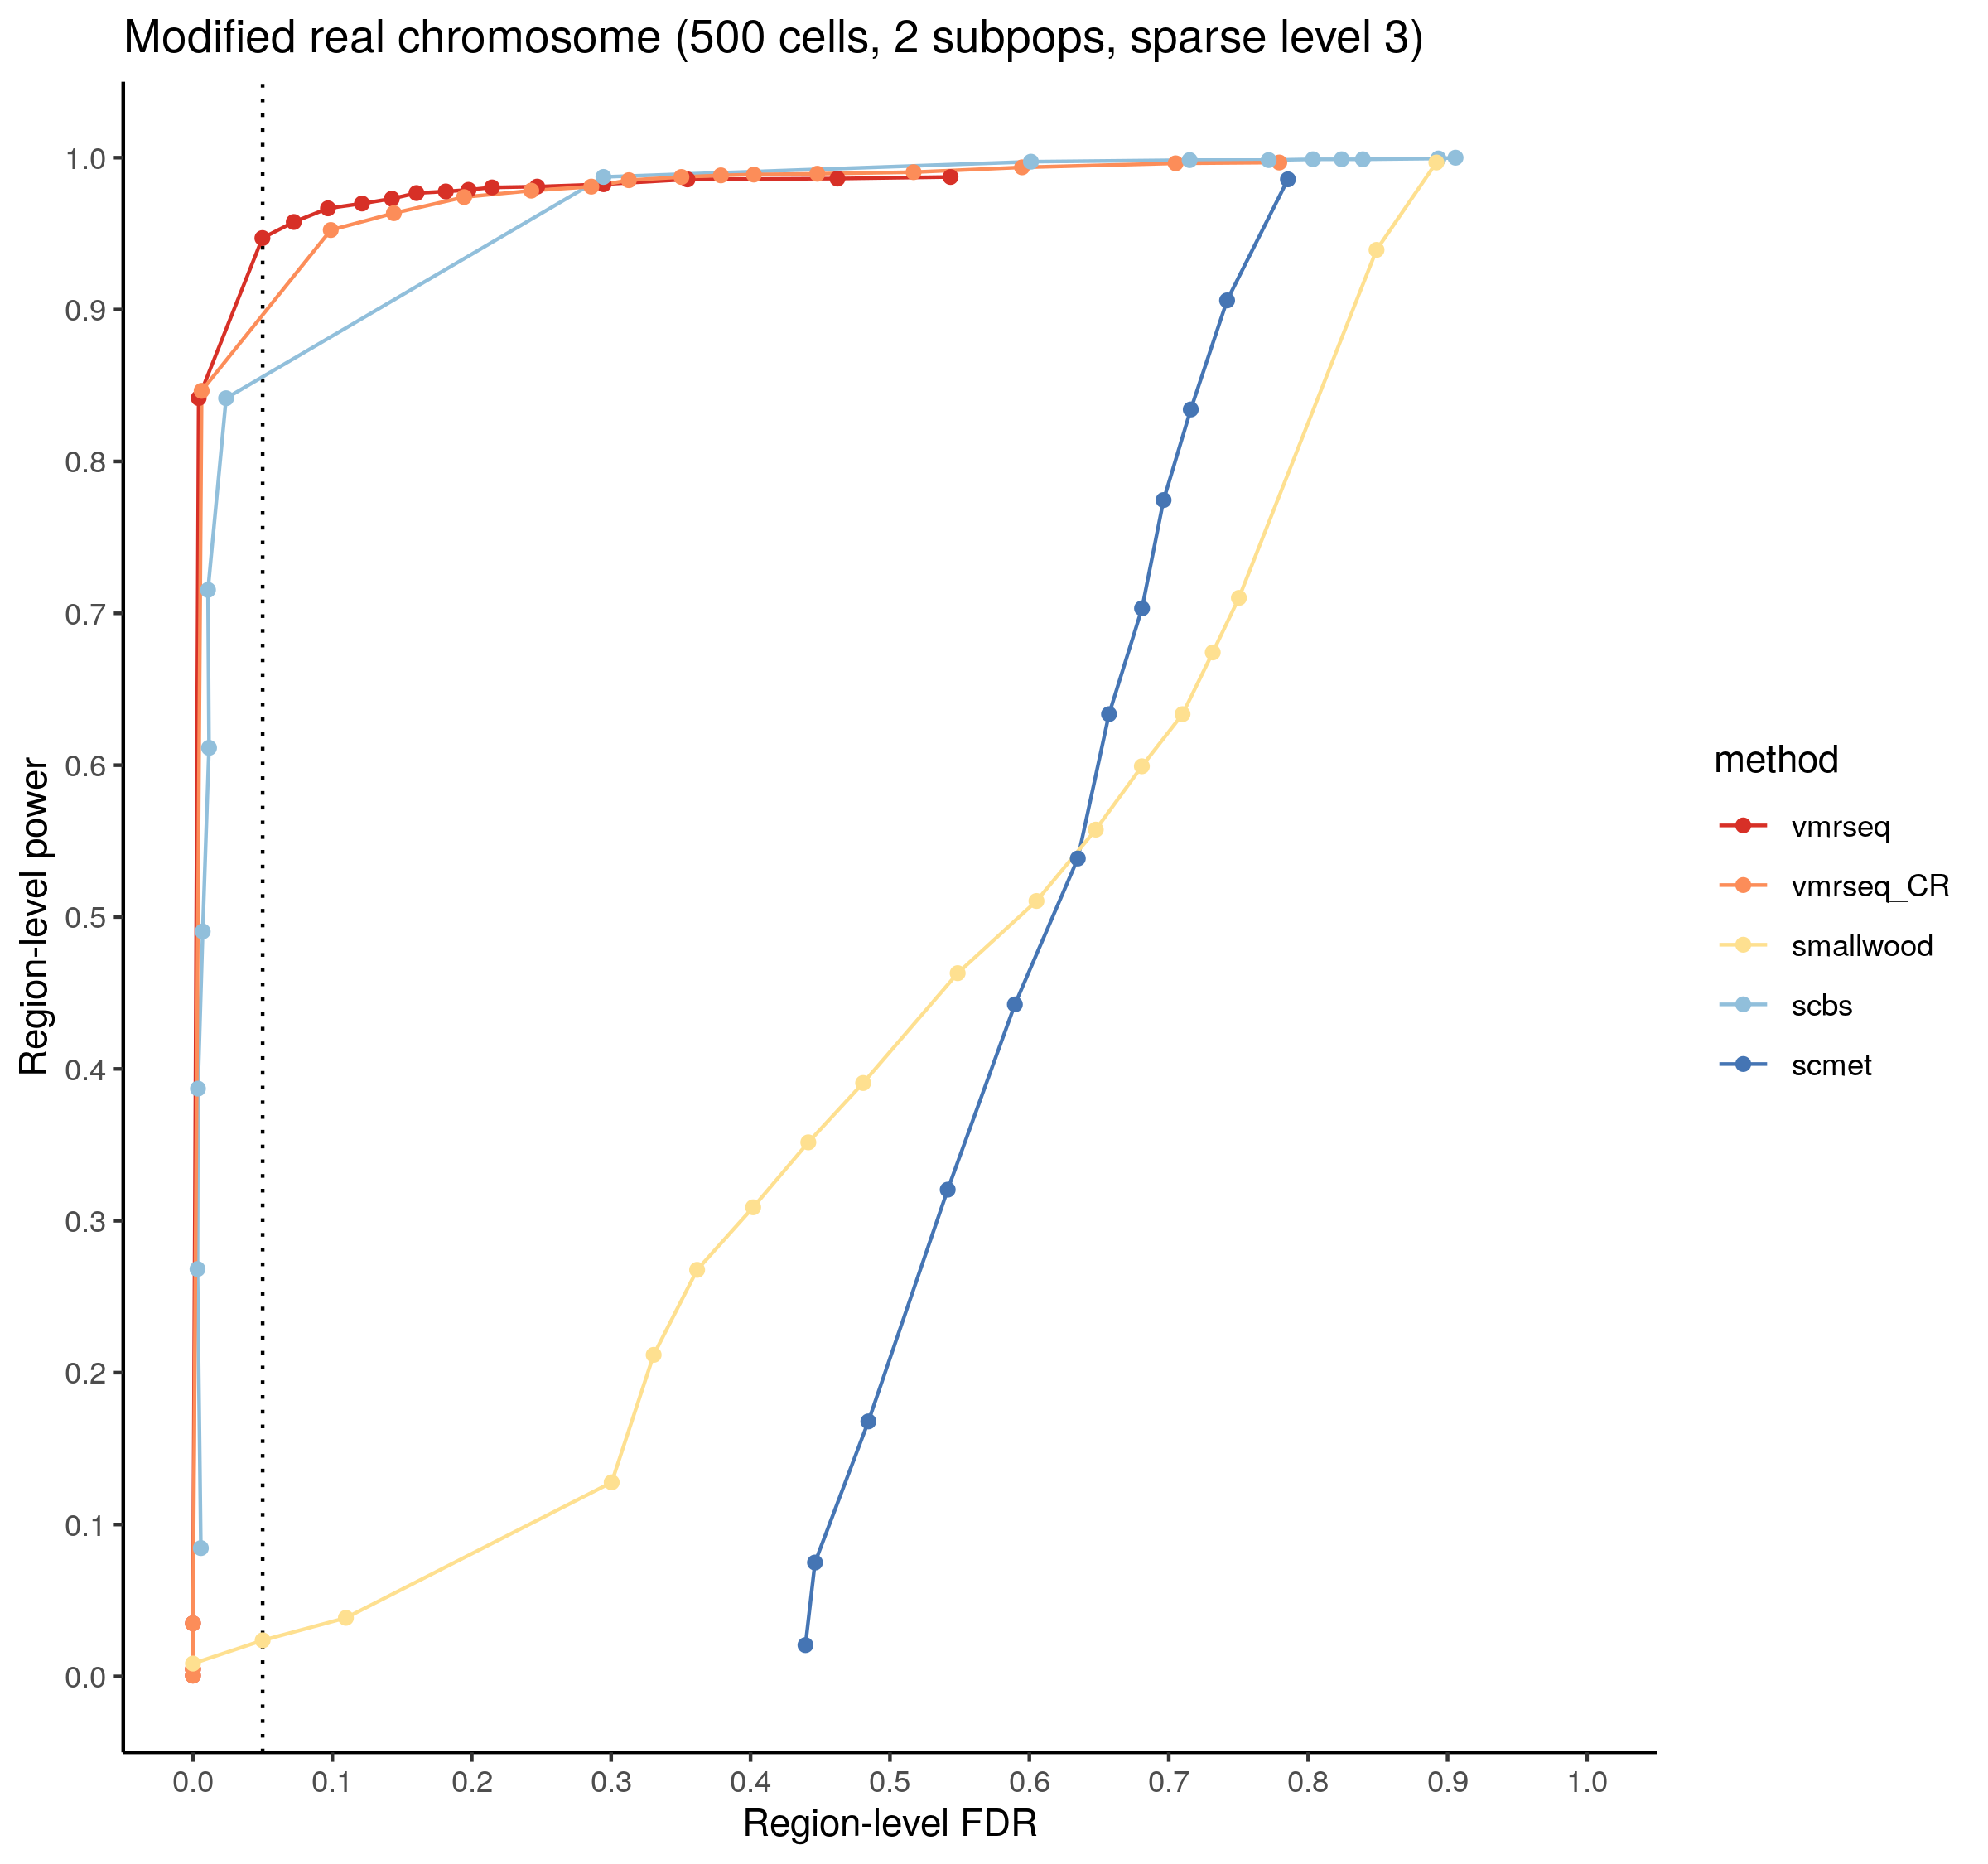 Modified real chromosome (500 cells, 2 subpops, sparse level 3)
Region-level power
1.0
0.9
0.8
0.7
0.6
0.5
0.4
0.3
0.2
0.1
0.0
0.0 0.1 0.2 0.3 0.4 0.5 0.6 0.7 0.8 0.9 1.0
Region-level FDR
method
vmrseq
vmrseq_CR
smallwood
scbs
scmet